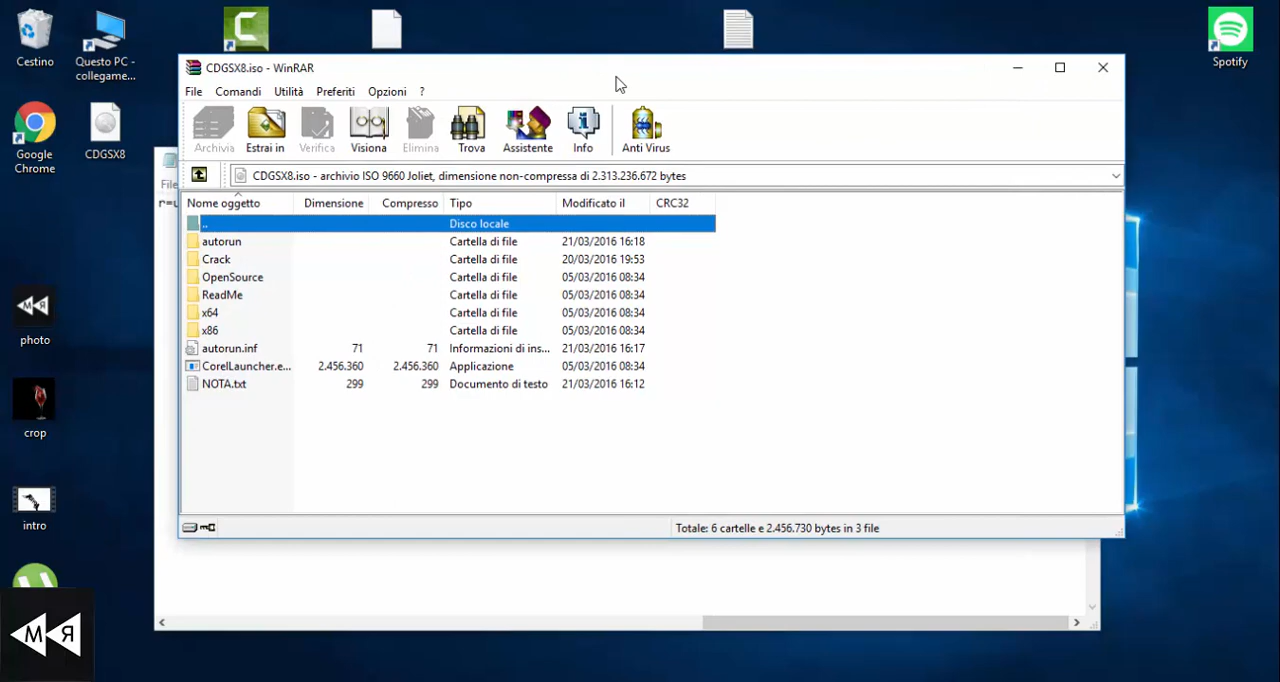 Cestino
Questo PC -
collegame...
Spotify
Google
Chrome
CDGSX8
photo
crop
intro
CDGSX8.iso - WinRAR
File Comandi Utilità Preferiti Opzioni ?
Archivia Estrai in Verifica Visiona Elimina Trova Assistente Info Anti Virus
CDGSX8.iso - archivio ISO 9660 Joliet, dimensione non-compressa di 2.313.236.672 bytes
Nome oggetto Dimensione Compresso Tipo Modificato il CRC32
.. Disco locale
autorun Cartella di file 21/03/2016 16:18
Crack Cartella di file 20/03/2016 19:53
OpenSource Cartella di file 05/03/2016 08:34
ReadMe Cartella di file 05/03/2016 08:34
x64 Cartella di file 05/03/2016 08:34
x86 Cartella di file 05/03/2016 08:34
autorun.inf 71 71 Informazioni di ins... 21/03/2016 16:17
CorelLauncher.e... 2.456.360 2.456.360 Applicazione 05/03/2016 08:34
NOTA.txt 299 299 Documento di testo 21/03/2016 16:12
Totale: 6 cartelle e 2.456.730 bytes in 3 file
File